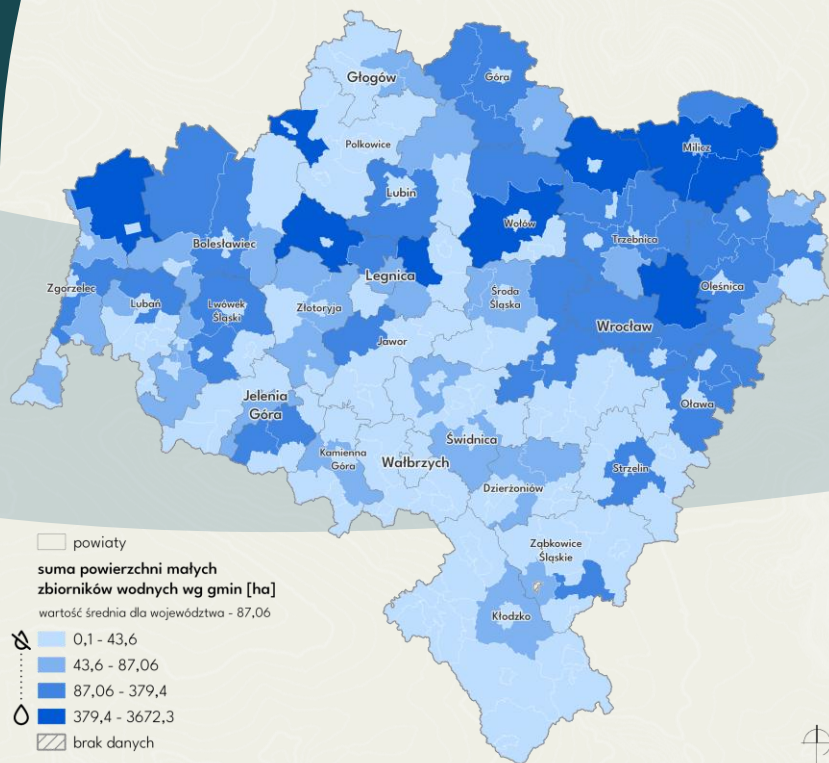 Głogów
Góra
Polkowice
Milicz
Lubin
Wołów
Bolesławiec
Trzebnica
Legnica
Zgorzelec
Lubań
Lwówek
Śląski
Złotoryja
Środa
Śląska
Oleśnica
Wrocław
Jawor
Jelenia
Góra
Oława
Świdnica
Kamienna
Góra
Wałbrzych
Strzelin
Dzierżoniów
Ząbkowice
Śląskie
Kłodzko
powiaty
suma powierzchni małych
zbiorników wodnych wg gmin [ha]
wartość średnia dla województwa - 87,06
0,1 - 43,6
43,6 - 87,06
87,06 - 379,4
379,4 - 3672,3
brak danych